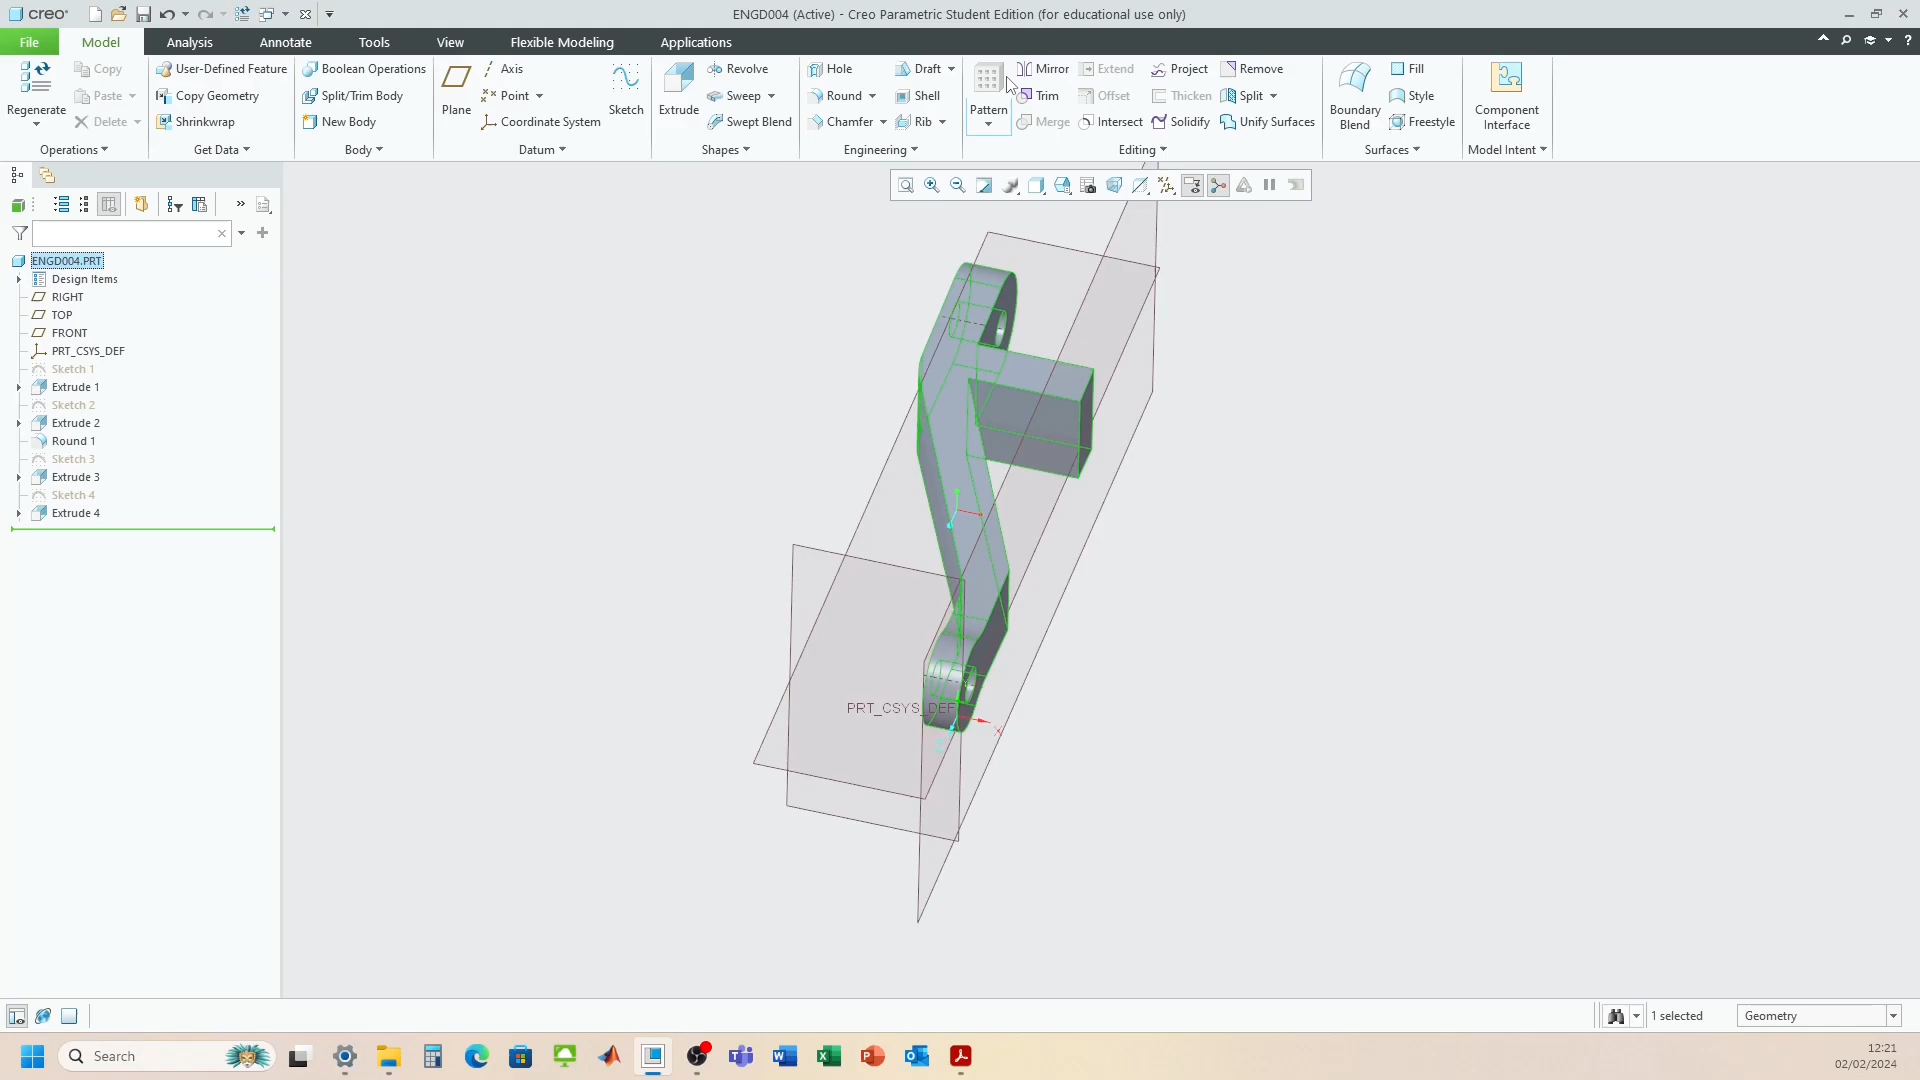 creo
ENGD004 (Active) - Creo Parametric Student Edition (for educational use only)
File Model Analysis Annotate Tools View Flexible Modeling Applications
Copy User-Defined Feature Boolean Operations Axis Revolve Hole Draft Mirror Extend Project Remove Fill
Paste Copy Geometry Split/Trim Body Point Sweep Round Shell Trim Offset Thicken Split Style
Regenerate Plane Sketch Extrude Pattern Boundary Blend Component Interface
Delete Shrinkwrap New Body Coordinate System Swept Blend Chamfer Rib Merge Intersect Solidify Unify Surfaces Freestyle
Operations Get Data Body Datum Shapes Engineering Editing Surfaces Model Intent
ENGD004.PRT
Design Items
RIGHT
TOP
FRONT
PRT_CSYS_DEF
Sketch 1
Extrude 1
Sketch 2
Extrude 2
Round 1
Sketch 3
Extrude 3
Sketch 4
Extrude 4
PRT_CSYS_DEF
X
1 selected Geometry
Search
12:21
02/02/2024